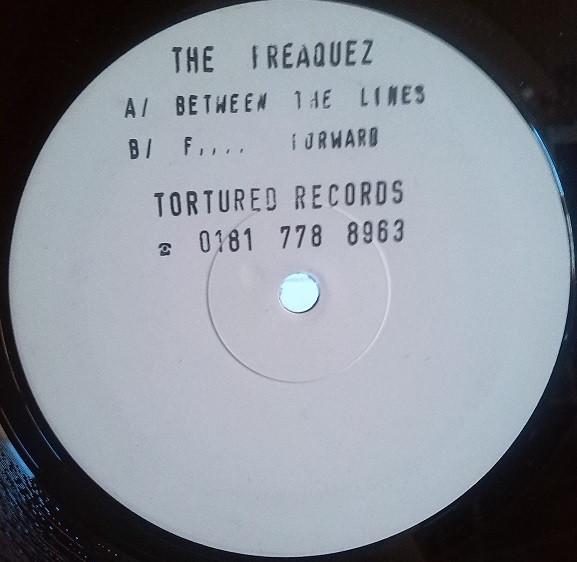 THE FREAQUEZ
A/ BETWEEN THE LINES
B/ F,,,, FORWARD
TORTURED RECORDS
☎ 0181 778 8963